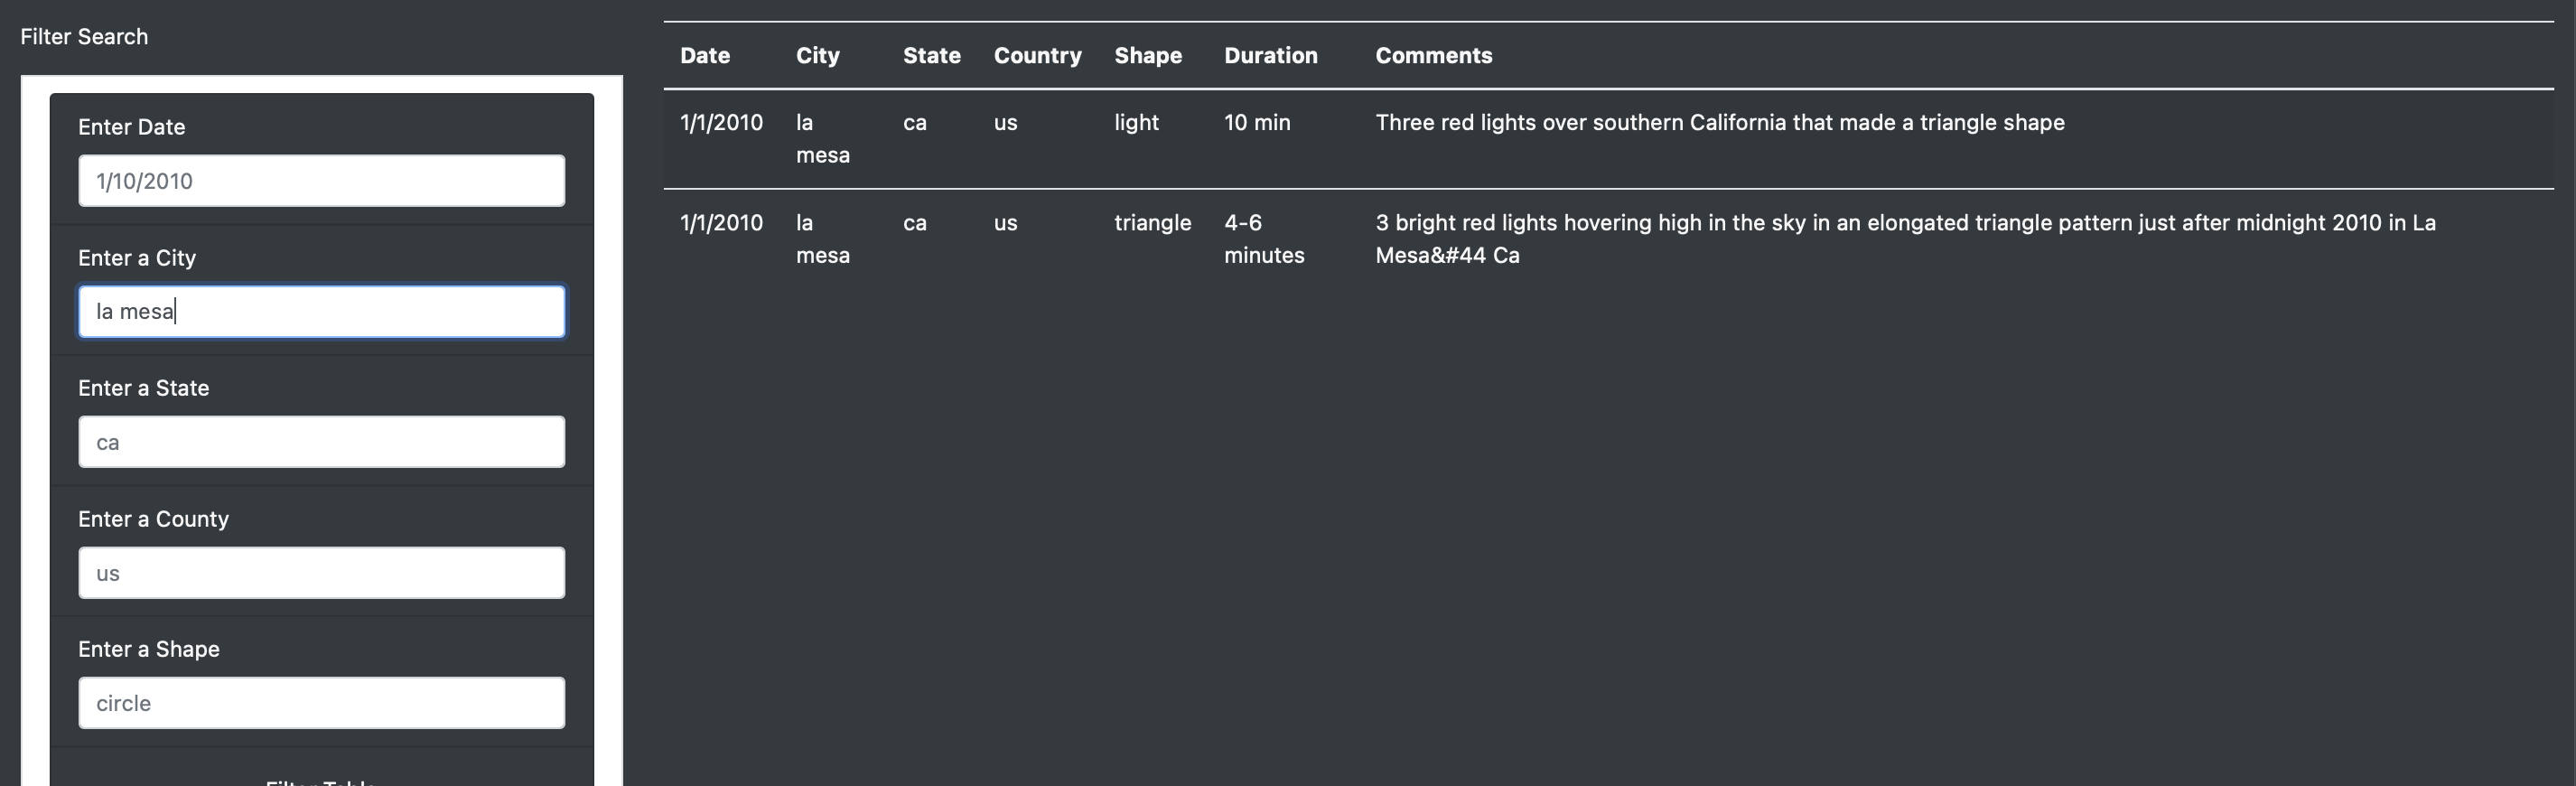 Filter Search
Enter Date
1/10/2010
Enter a City
la mesa
Enter a State
ca
Enter a County
us
Enter a Shape
circle
Filter Table
Date City State Country Shape Duration Comments
1/1/2010 la ca us light 10 min Three red lights over southern California that made a triangle shape
mesa
1/1/2010 la ca us triangle 4-6 3 bright red lights hovering high in the sky in an elongated triangle pattern just after midnight 2010 in La
mesa minutes Mesa&#44 Ca